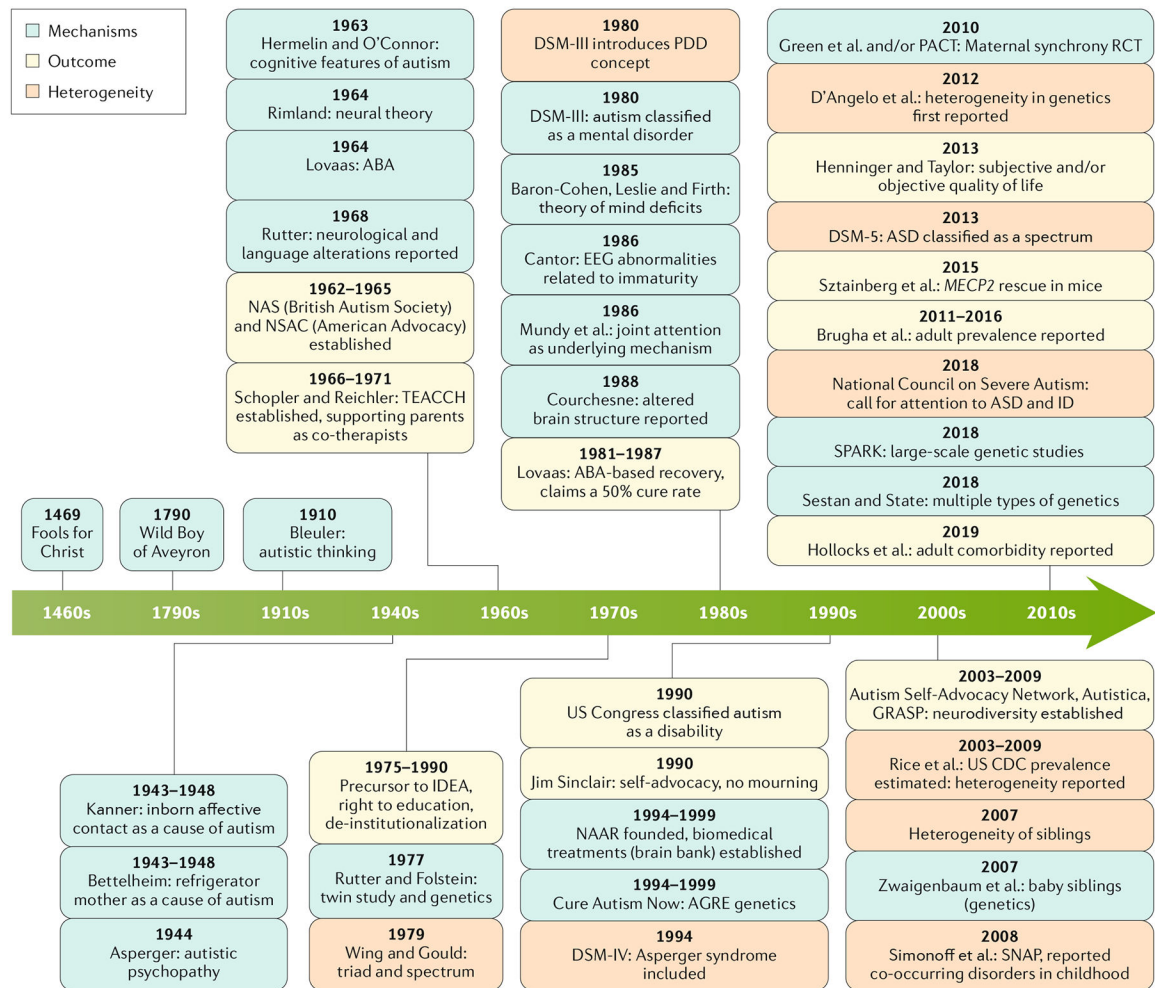 Mechanisms
Outcome
Heterogeneity
1963
Hermelin and O’Connor:
cognitive features of autism
1964
Rimland: neural theory
1964
Lovaas: ABA
1968
Rutter: neurological and
language alterations reported
1962–1965
NAS (British Autism Society)
and NSAC (American Advocacy)
established
1966–1971
Schopler and Reichler: TEACCH
established, supporting parents
as co-therapists
1980
DSM-III introduces PDD
concept
1980
DSM-III: autism classified
as a mental disorder
1985
Baron-Cohen, Leslie and Firth:
theory of mind deficits
1986
Cantor: EEG abnormalities
related to immaturity
1986
Mundy et al.: joint attention
as underlying mechanism
1988
Courchesne: altered
brain structure reported
1981–1987
Lovaas: ABA-based recovery,
claims a 50% cure rate
2010
Green et al. and/or PACT: Maternal synchrony RCT
2012
D’Angelo et al.: heterogeneity in genetics
first reported
2013
Henninger and Taylor: subjective and/or
objective quality of life
2013
DSM-5: ASD classified as a spectrum
2015
Sztainberg et al.: MECP2 rescue in mice
2011–2016
Brugha et al.: adult prevalence reported
2018
National Council on Severe Autism:
call for attention to ASD and ID
2018
SPARK: large-scale genetic studies
2018
Sestan and State: multiple types of genetics
2019
Hollocks et al.: adult comorbidity reported
1469
Fools for
Christ
1790
Wild Boy
of Aveyron
1910
Bleuler:
autistic thinking
1460s 1790s 1910s 1940s 1960s 1970s 1980s 1990s 2000s 2010s
1943–1948
Kanner: inborn affective
contact as a cause of autism
1943–1948
Bettelheim: refrigerator
mother as a cause of autism
1944
Asperger: autistic
psychopathy
1975–1990
Precursor to IDEA,
right to education,
de-institutionalization
1977
Rutter and Folstein:
twin study and genetics
1979
Wing and Gould:
triad and spectrum
1990
US Congress classified autism
as a disability
1990
Jim Sinclair: self-advocacy, no mourning
1994–1999
NAAR founded, biomedical
treatments (brain bank) established
1994–1999
Cure Autism Now: AGRE genetics
1994
DSM-IV: Asperger syndrome
included
2003–2009
Autism Self-Advocacy Network, Autistica,
GRASP: neurodiversity established
2003–2009
Rice et al.: US CDC prevalence
estimated: heterogeneity reported
2007
Heterogeneity of siblings
2007
Zwaigenbaum et al.: baby siblings
(genetics)
2008
Simonoff et al.: SNAP, reported
co-occurring disorders in childhood